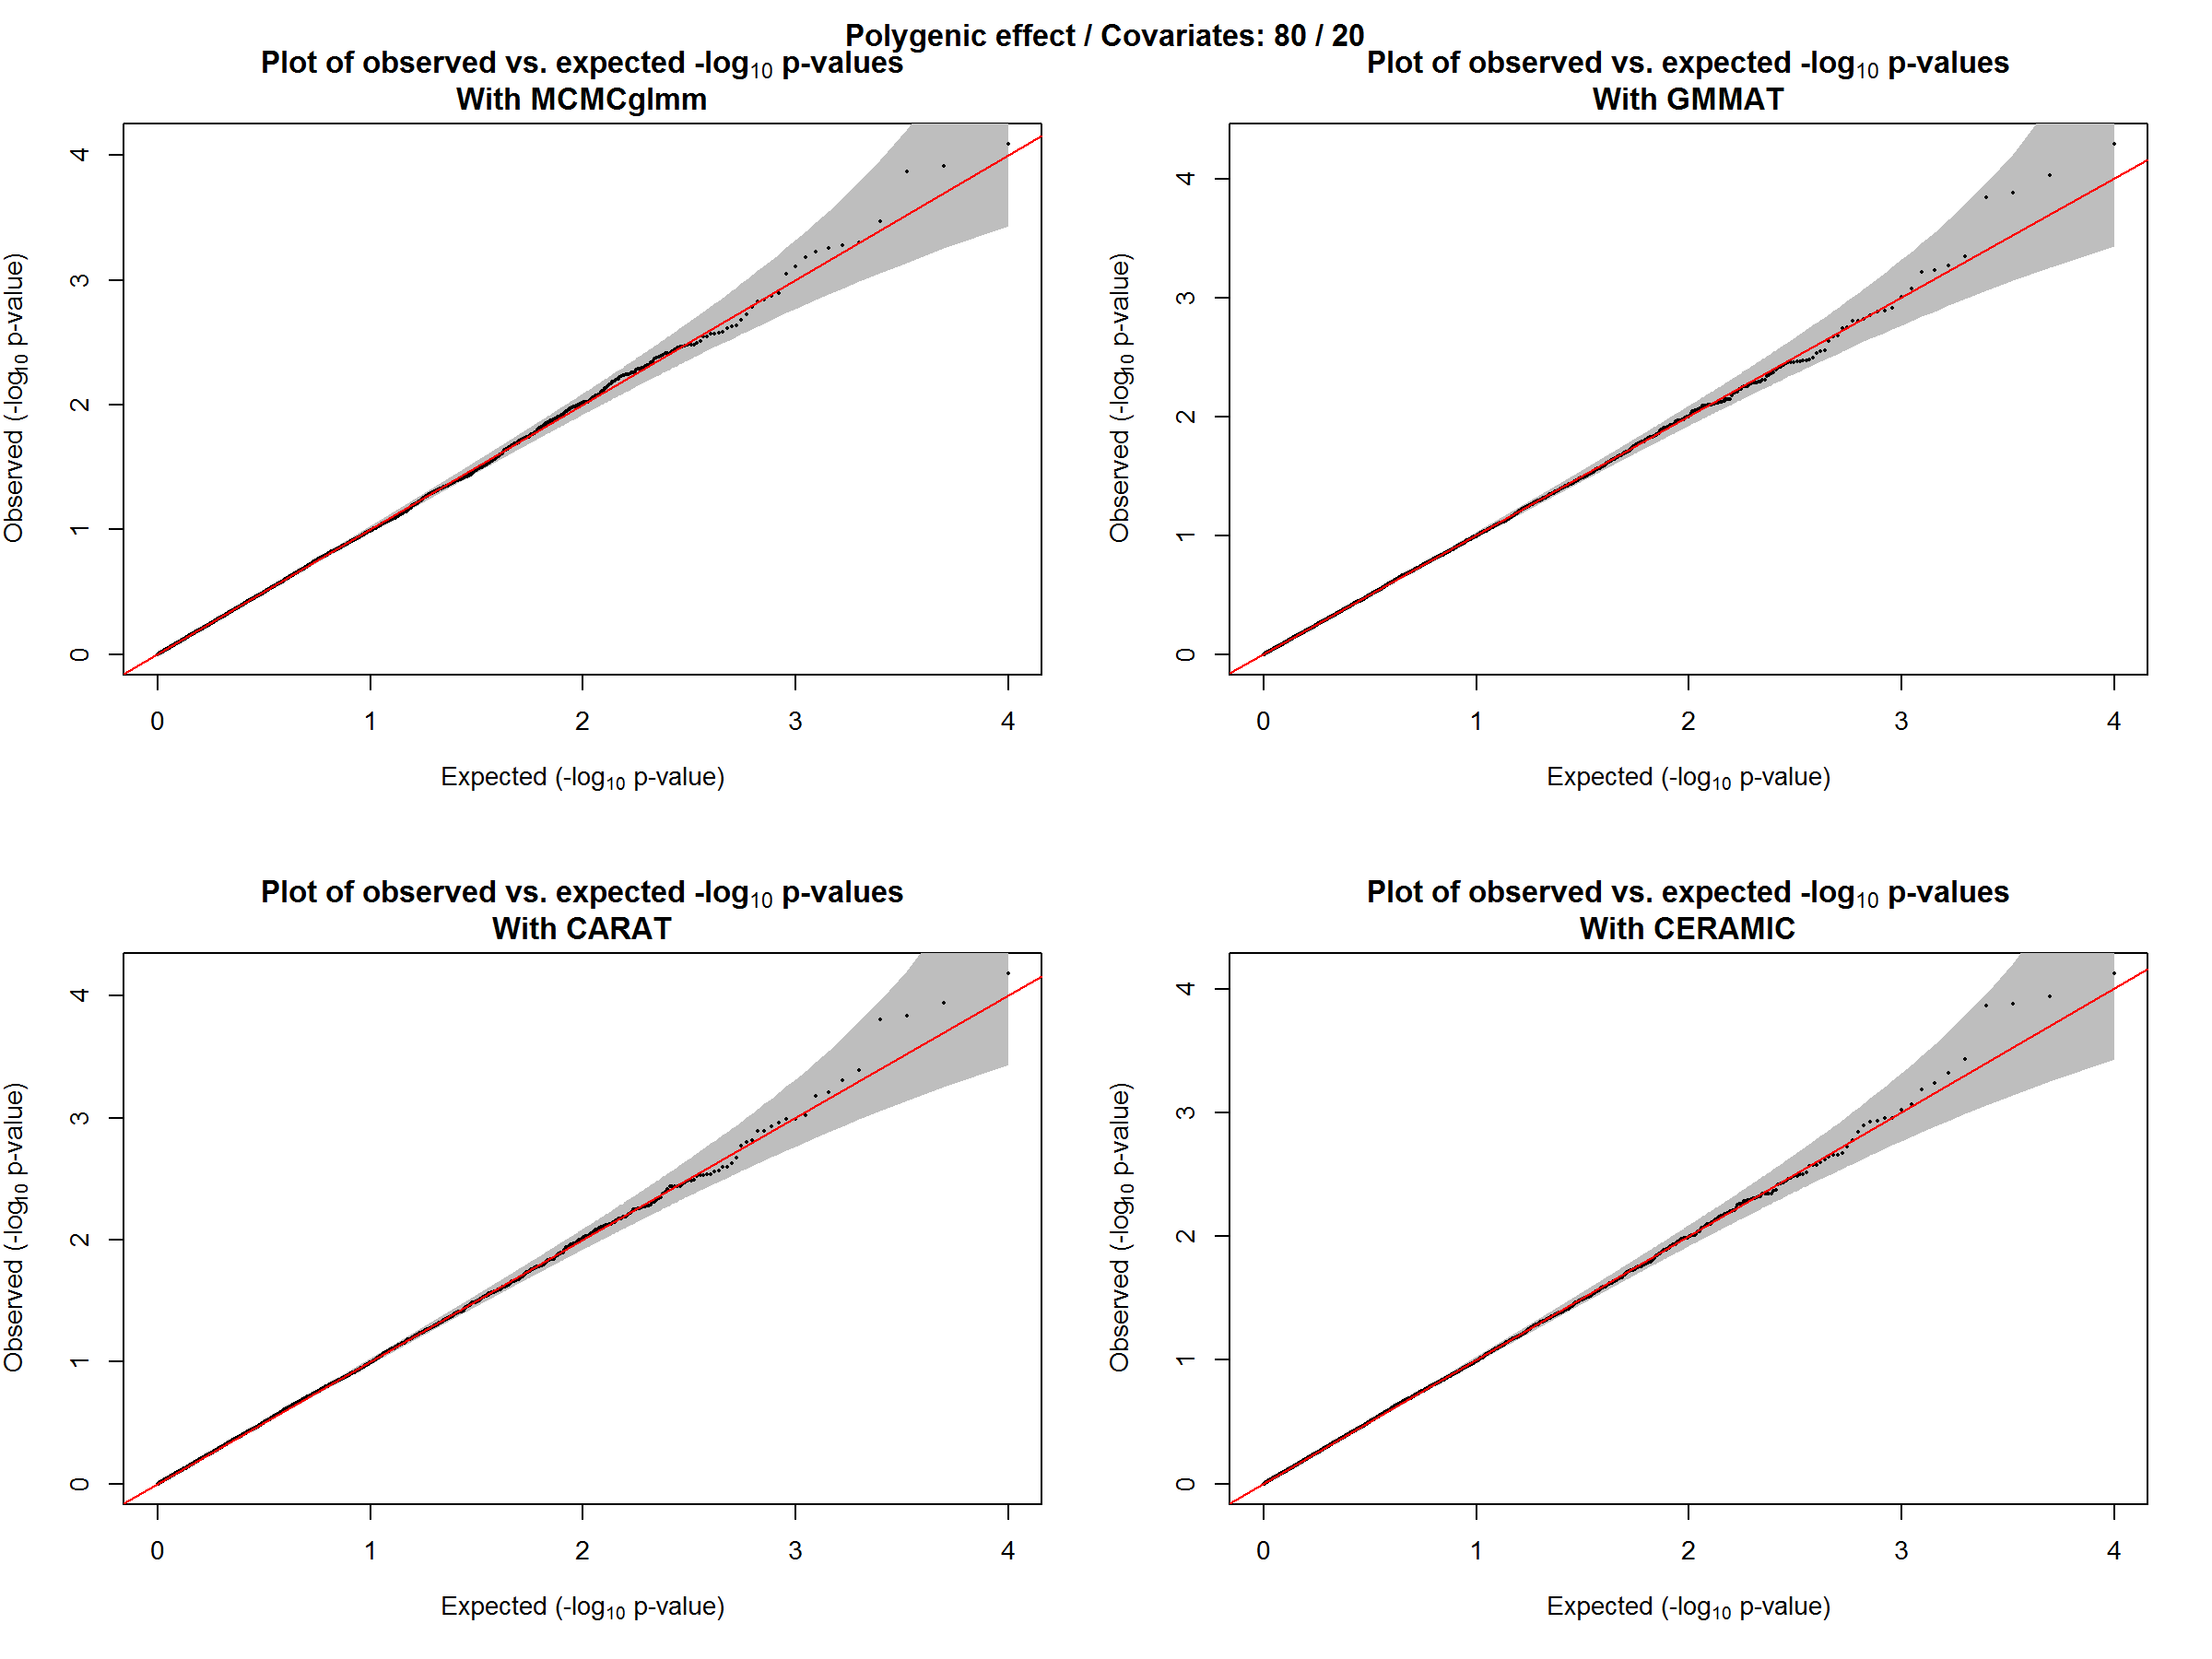 Polygenic effect / Covariates: 80 / 20
Plot of observed vs. expected -log10 p-values
With MCMCglmm
Observed (-log10 p-value)
4
3
2
1
0
0 1 2 3 4
Expected (-log10 p-value)
Plot of observed vs. expected -log10 p-values
With GMMAT
Observed (-log10 p-value)
4
3
2
1
0
0 1 2 3 4
Expected (-log10 p-value)
Plot of observed vs. expected -log10 p-values
With CARAT
Observed (-log10 p-value)
4
3
2
1
0
0 1 2 3 4
Expected (-log10 p-value)
Plot of observed vs. expected -log10 p-values
With CERAMIC
Observed (-log10 p-value)
4
3
2
1
0
0 1 2 3 4
Expected (-log10 p-value)